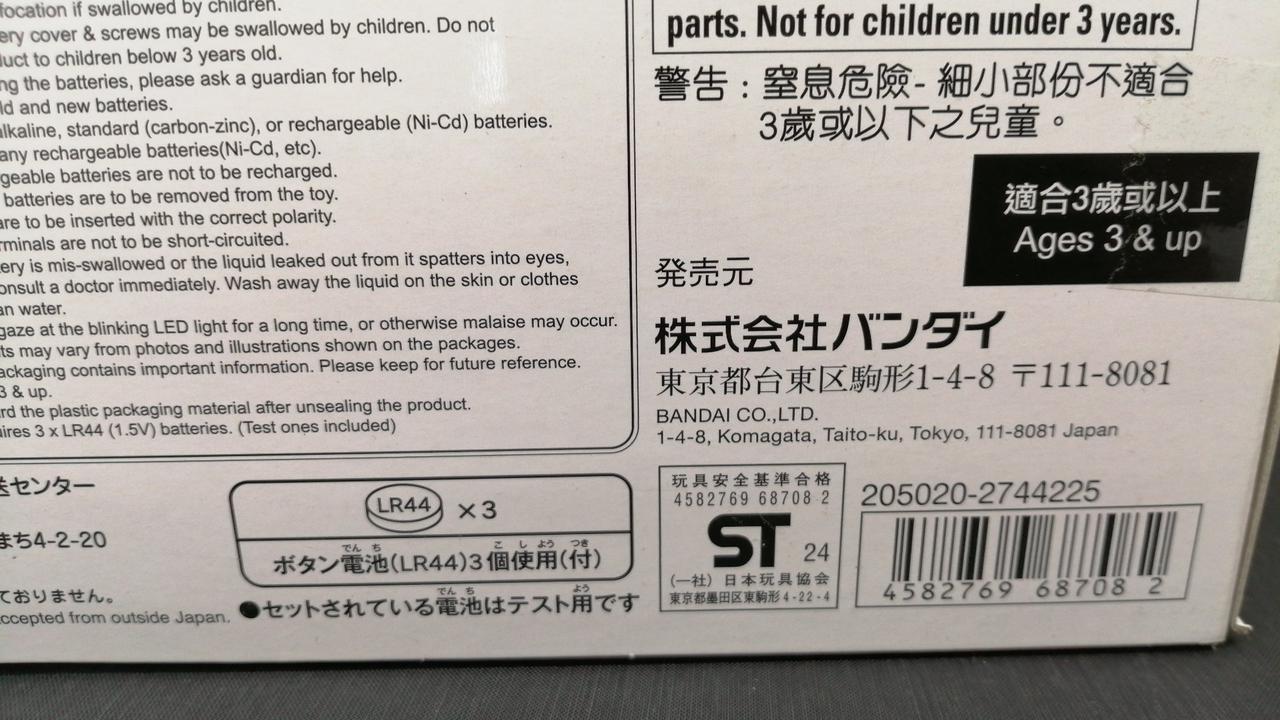 focation if swallowed by children.
ery cover & screws may be swallowed by children. Do not
uct to children below 3 years old.
ng the batteries, please ask a guardian for help.
ld and new batteries.
lkaline, standard (carbon-zinc), or rechargeable (Ni-Cd) batteries.
any rechargeable batteries(Ni-Cd, etc).
geable batteries are not to be recharged.
batteries are to be removed from the toy.
are to be inserted with the correct polarity.
rminals are not to be short-circuited.
ery is mis-swallowed or the liquid leaked out from it spatters into eyes,
onsult a doctor immediately. Wash away the liquid on the skin or clothes
an water.
gaze at the blinking LED light for a long time, or otherwise malaise may occur.
ts may vary from photos and illustrations shown on the packages.
ackaging contains important information. Please keep for future reference.
3 & up.
rd the plastic packaging material after unsealing the product.
ires 3 x LR44 (1.5V) batteries. (Test ones included)
送センター
まち4-2-20
ておりません。
ccepted from outside Japan.
LR44 ×3
ボタン電池(LR44)3個使用(付)
●セットされている電池はテスト用です
parts. Not for children under 3 years.
警告：窒息危險- 細小部份不適合
3歲或以下之兒童。
適合3歲或以上
Ages 3 & up
発売元
株式会社バンダイ
東京都台東区駒形1-4-8 〒111-8081
BANDAI CO.,LTD.
1-4-8, Komagata, Taito-ku, Tokyo, 111-8081 Japan
玩具安全基準合格
4582769 68708 2
ST 24
(一社) 日本玩具協会
東京都墨田区東駒形4-22-4
205020-2744225
4582769 68708 2